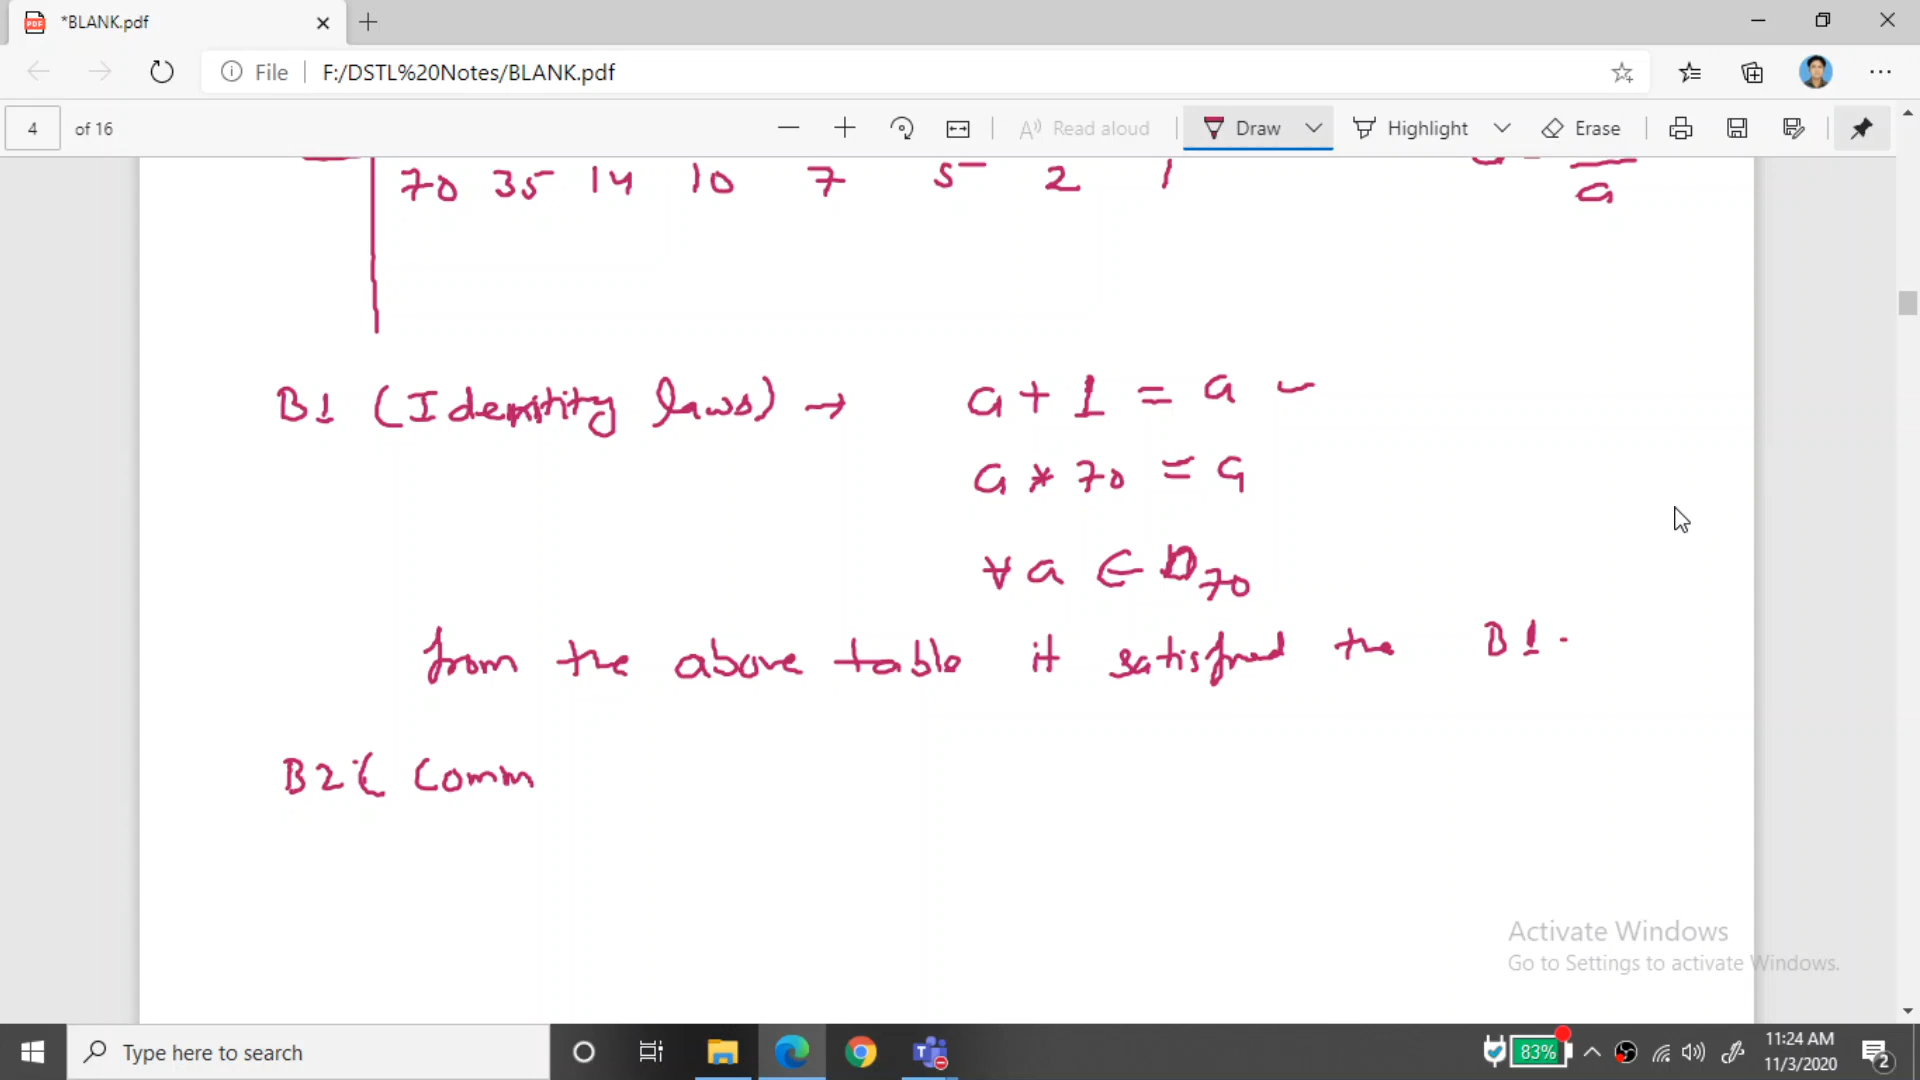 *BLANK.pdf
File F:/DSTL%20Notes/BLANK.pdf
4 of 16 Read aloud Draw Highlight Erase
70 35 14 10 7 5 2 1
a
B1 (Identity laws) → a + 1 = a
a * 70 = a
∀ a ∈ D70
from the above table it satisfied the B1.
B2:( Comm
Activate Windows
Go to Settings to activate Windows.
Type here to search
83%
11:24 AM
11/3/2020
2